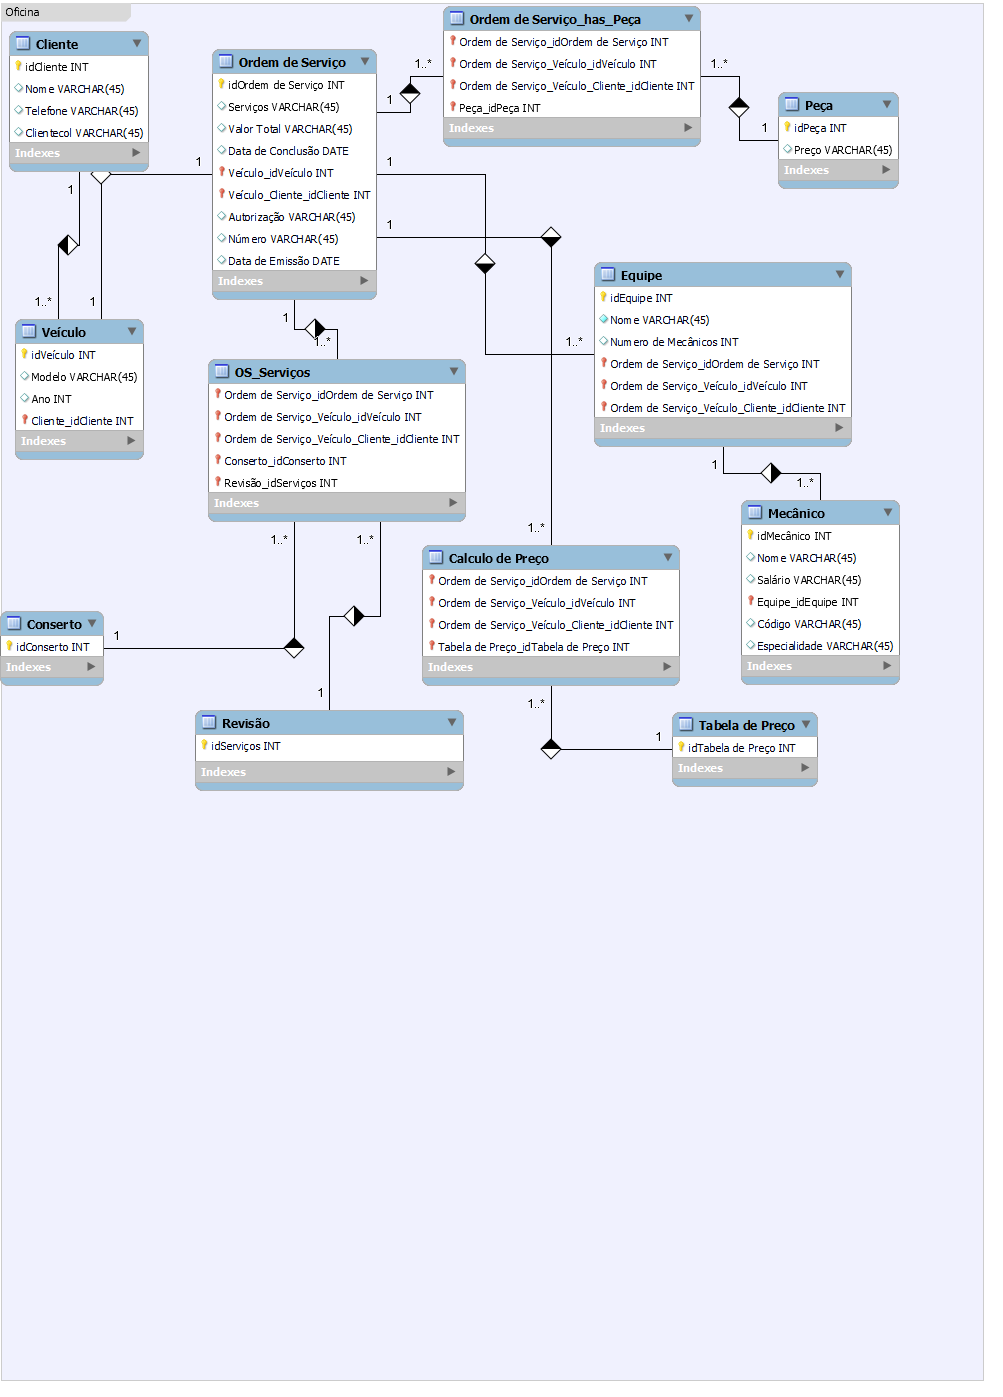 Oficina
Cliente
idCliente INT
Nome VARCHAR(45)
Telefone VARCHAR(45)
Clientecol VARCHAR(45)
Indexes
Ordem de Serviço
idOrdem de Serviço INT
Serviços VARCHAR(45)
Valor Total VARCHAR(45)
Data de Conclusão DATE
Veículo_idVeículo INT
Veículo_Cliente_idCliente INT
Autorização VARCHAR(45)
Número VARCHAR(45)
Data de Emissão DATE
Indexes
Ordem de Serviço_has_Peça
Ordem de Serviço_idOrdem de Serviço INT
Ordem de Serviço_Veículo_idVeículo INT
Ordem de Serviço_Veículo_Cliente_idCliente INT
Peça_idPeça INT
Indexes
Peça
idPeça INT
Preço VARCHAR(45)
Indexes
1..*
1
1..*
1
1
1
1
1
1..*
1
Veículo
idVeículo INT
Modelo VARCHAR(45)
Ano INT
Cliente_idCliente INT
Indexes
1
1..*
OS_Serviços
Ordem de Serviço_idOrdem de Serviço INT
Ordem de Serviço_Veículo_idVeículo INT
Ordem de Serviço_Veículo_Cliente_idCliente INT
Conserto_idConserto INT
Revisão_idServiços INT
Indexes
1..*
Equipe
idEquipe INT
Nome VARCHAR(45)
Numero de Mecânicos INT
Ordem de Serviço_idOrdem de Serviço INT
Ordem de Serviço_Veículo_idVeículo INT
Ordem de Serviço_Veículo_Cliente_idCliente INT
Indexes
1
1..*
Mecânico
idMecânico INT
Nome VARCHAR(45)
Salário VARCHAR(45)
Equipe_idEquipe INT
Código VARCHAR(45)
Especialidade VARCHAR(45)
Indexes
1..*
1..*
1..*
Calculo de Preço
Ordem de Serviço_idOrdem de Serviço INT
Ordem de Serviço_Veículo_idVeículo INT
Ordem de Serviço_Veículo_Cliente_idCliente INT
Tabela de Preço_idTabela de Preço INT
Indexes
Conserto
idConserto INT
Indexes
1
1
Revisão
idServiços INT
Indexes
1..*
1
Tabela de Preço
idTabela de Preço INT
Indexes